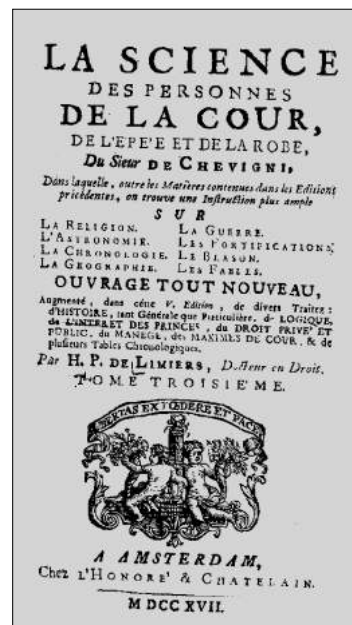 LA SCIENCE
DES PERSONNES
DE LA COUR,
DE L'EPE'E ET DE LA ROBE,
Du Sieur DE CHEVIGNI,
Dans laquelle, outre les Matières contenues dans les Editions
précédentes, on trouve une Instruction plus ample
SUR
LA RELIGION. LA GUERRE.
L'ASTRONOMIE. LES FORTIFICATIONS,
LA CHRONOLOGIE. LE BLASON.
LA GEOGRAPHIE. LES FABLES.
OUVRAGE TOUT NOUVEAU,
Augmenté, dans cette V. Edition, de divers Traitez:
d'HISTOIRE, tant Générale que Particulière, de LOGIQUE,
de L'INTERET DES PRINCES, du DROIT PRIVE' ET
PUBLIC, du MANEGE, des MAXIMES DE COUR, & de
plusieurs Tables Chronologiques.
Par H. P. DE LIMIERS, Docteur en Droit.
TOME TROISIE'ME.
LIBERTAS EX FOEDERE ET PACE
A AMSTERDAM,
Chez L'HONORE' & CHATELAIN.
M DCC XVII.